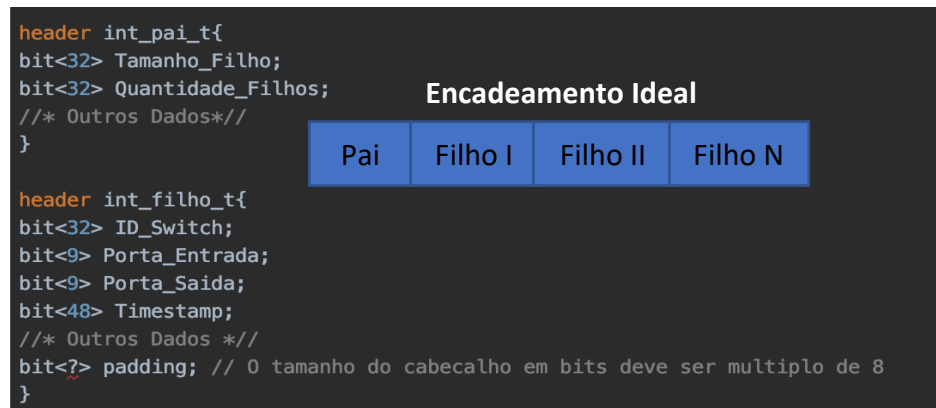 header int_pai_t{
bit<32> Tamanho_Filho;
bit<32> Quantidade_Filhos;
//* Outros Dados*//
}
Encadeamento Ideal
Pai Filho I Filho II Filho N
header int_filho_t{
bit<32> ID_Switch;
bit<9> Porta_Entrada;
bit<9> Porta_Saida;
bit<48> Timestamp;
//* Outros Dados *//
bit<?> padding; // O tamanho do cabecalho em bits deve ser multiplo de 8
}